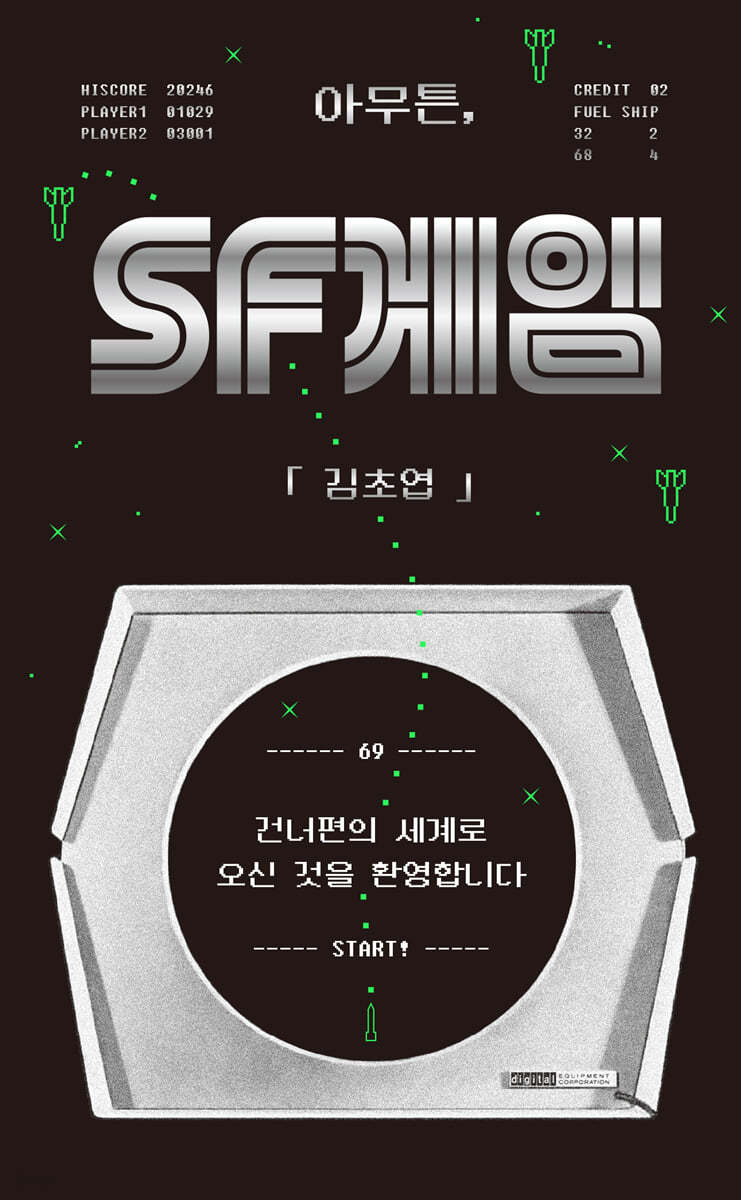 HISCORE 20246
PLAYER1 01029
PLAYER2 03001
아무튼,
CREDIT 02
FUEL SHIP
32 2
68 4
SF게임
「 김초엽 」
------ 69 ------
건너편의 세계로
오신 것을 환영합니다
----- START! -----
digital EQUIPMENT
CORPORATION